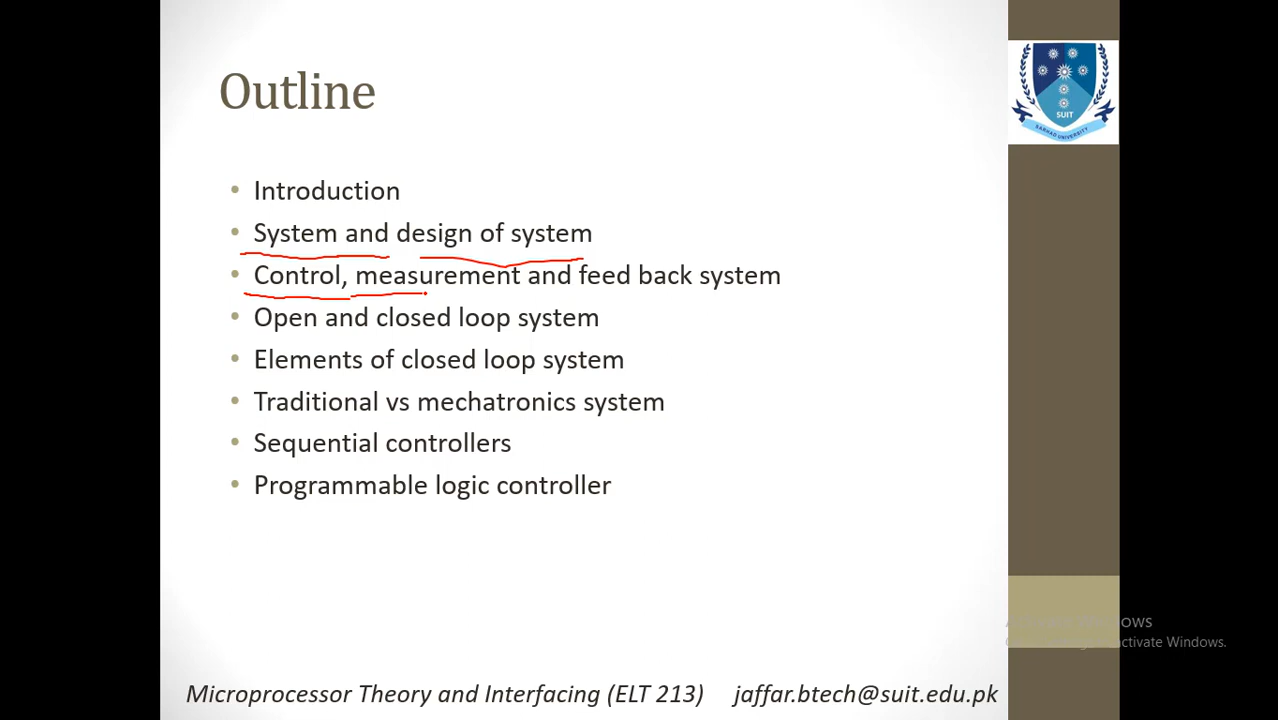 Outline
SUIT
SARHAD UNIVERSITY
• Introduction
• System and design of system
• Control, measurement and feed back system
• Open and closed loop system
• Elements of closed loop system
• Traditional vs mechatronics system
• Sequential controllers
• Programmable logic controller
activate Windows.
Microprocessor Theory and Interfacing (ELT 213) jaffar.btech@suit.edu.pk